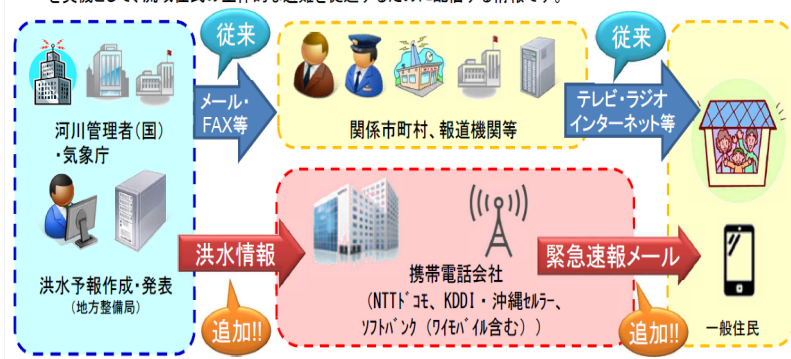 を契機として、流域住民の主体的な避難を促進するために配信する情報です。
従来
従来
メール・
FAX等
テレビ・ラジオ
インターネット等
河川管理者(国)
・気象庁
関係市町村、報道機関等
洪水情報
緊急速報メール
携帯電話会社
(NTTドコモ、KDDI・沖縄セルラー、
ソフトバンク(ワイモバイル含む))
洪水予報作成・発表
(地方整備局)
追加!!
追加!!
一般住民